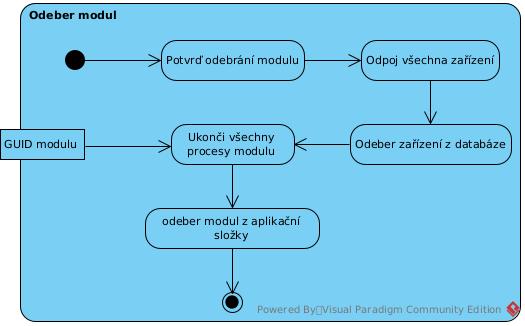 Odeber modul
Potvrď odebrání modulu
Odpoj všechna zařízení
GUID modulu
Ukonči všechny
procesy modulu
Odeber zařízení z databáze
odeber modul z aplikační
složky
Powered By Visual Paradigm Community Edition